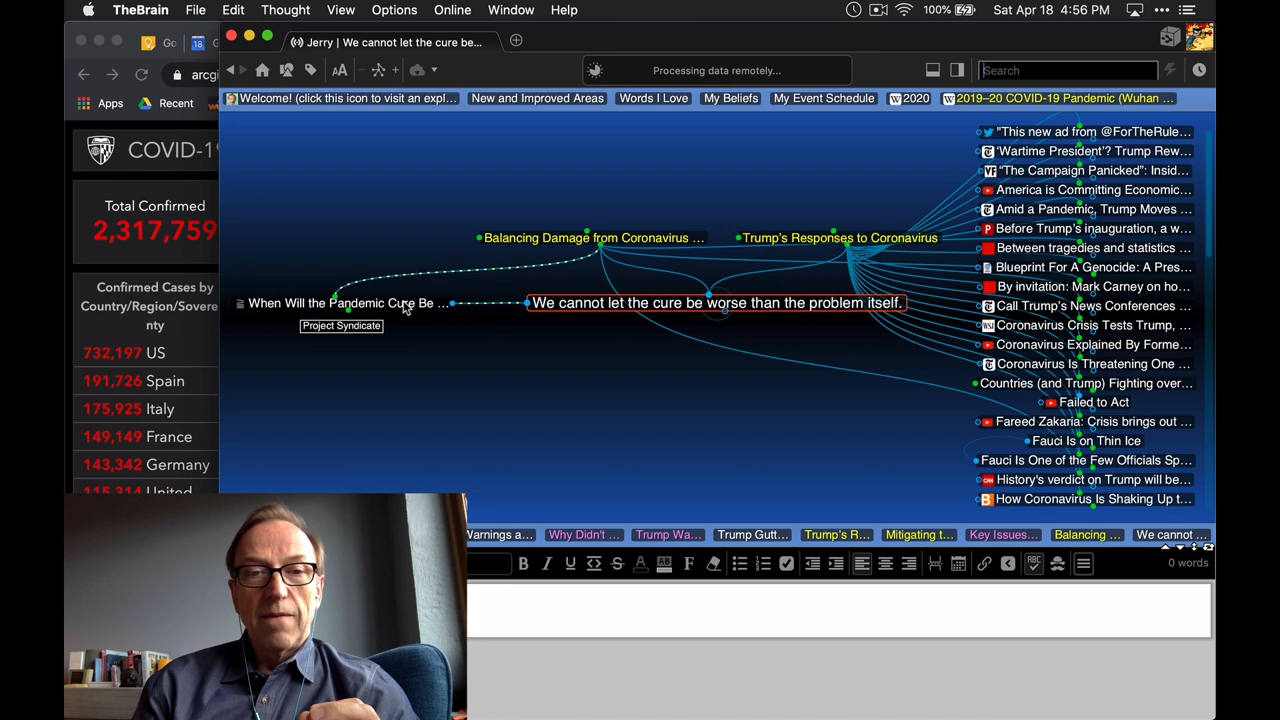 TheBrain File Edit Thought View Options Online Window Help 100% Sat Apr 18 4:56 PM
Jerry | We cannot let the cure be...
18
arcgi
Processing data remotely...
Search
Apps Recent
Welcome! (click this icon to visit an expl... New and Improved Areas Words I Love My Beliefs My Event Schedule 2020 2019–20 COVID-19 Pandemic (Wuhan ...
COVID-19
Total Confirmed
2,317,759
Confirmed Cases by
Country/Region/Sovere
nty
732,197 US
191,726 Spain
175,925 Italy
149,149 France
143,342 Germany
115,314 United
Balancing Damage from Coronavirus ...
Trump's Responses to Coronavirus
When Will the Pandemic Cure Be ...
Project Syndicate
We cannot let the cure be worse than the problem itself.
"This new ad from @ForTheRule...
'Wartime President'? Trump Rew...
"The Campaign Panicked": Insid...
America is Committing Economic...
Amid a Pandemic, Trump Moves ...
Before Trump's inauguration, a w...
Between tragedies and statistics ...
Blueprint For A Genocide: A Pres...
By invitation: Mark Carney on ho...
Call Trump's News Conferences ...
Coronavirus Crisis Tests Trump, ...
Coronavirus Explained By Forme...
Coronavirus Is Threatening One ...
Countries (and Trump) Fighting over...
Failed to Act
Fareed Zakaria: Crisis brings out ...
Fauci Is on Thin Ice
Fauci Is One of the Few Officials Sp...
History's verdict on Trump will be...
How Coronavirus Is Shaking Up t...
Warnings a... Why Didn't ... Trump Wa... Trump Gutt... Trump's R... Mitigating t... Key Issues... Balancing ... We cannot ...
0 words